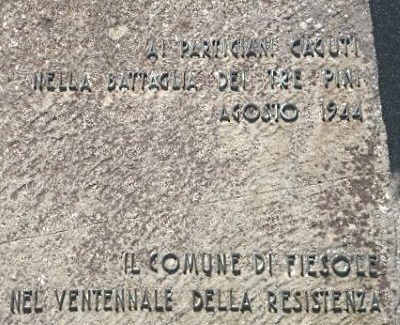 AI PARTIGIANI CADUTI
NELLA BATTAGLIA DEI TRE PINI
AGOSTO 1944
IL COMUNE DI FIESOLE
NEL VENTENNALE DELLA RESISTENZA